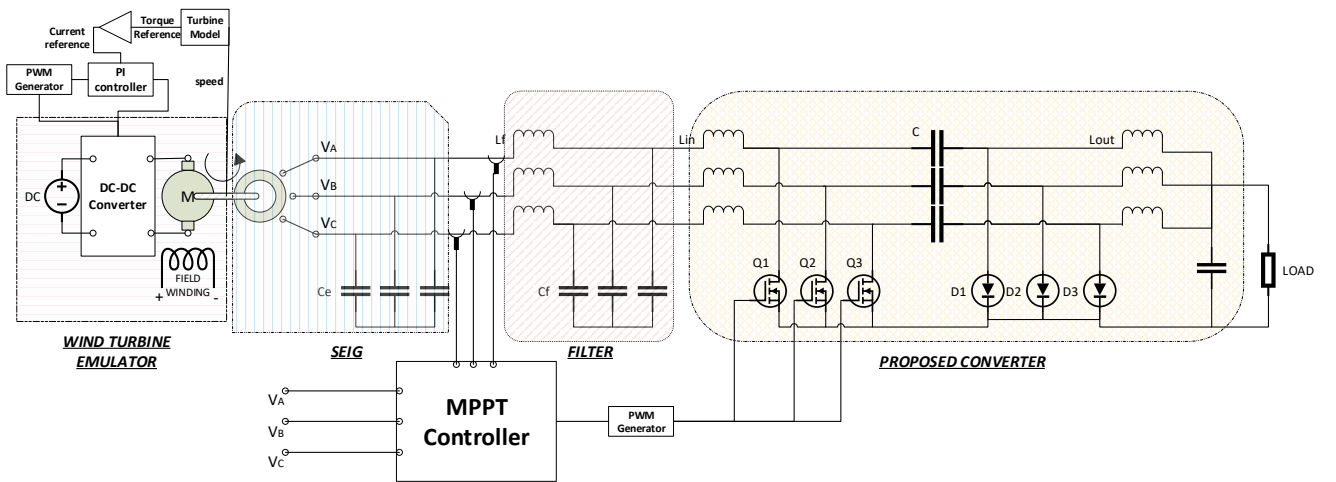 Current
reference
Torque
Reference
Turbine
Model
PWM
Generator
PI
controller
speed
DC
DC-DC
Converter
M
FIELD
WINDING
+ -
WIND TURBINE
EMULATOR
VA
VB
VC
Ce
SEIG
Lf
Cf
FILTER
Lin
C
Lout
Q1 Q2 Q3
D1 D2 D3
LOAD
PROPOSED CONVERTER
VA
VB
VC
MPPT
Controller
PWM
Generator